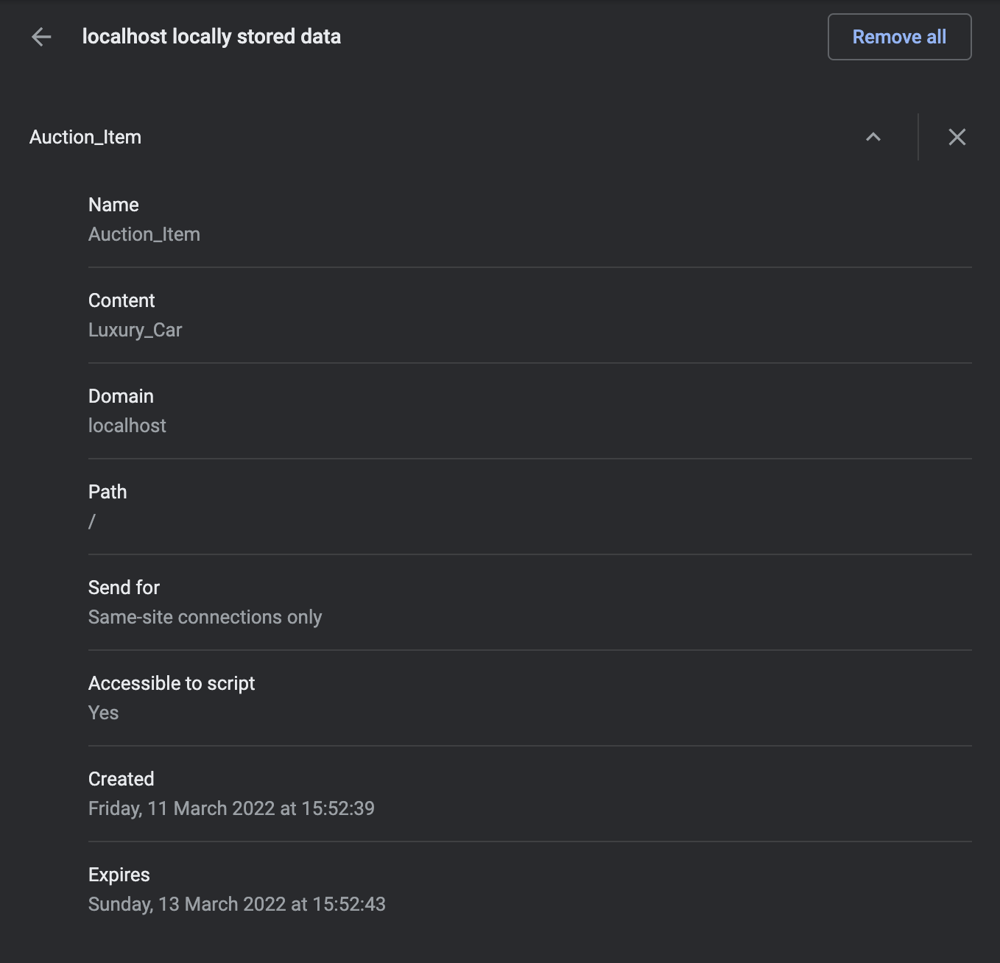 localhost locally stored data
Remove all
Auction_Item
Name
Auction_Item
Content
Luxury_Car
Domain
localhost
Path
/
Send for
Same-site connections only
Accessible to script
Yes
Created
Friday, 11 March 2022 at 15:52:39
Expires
Sunday, 13 March 2022 at 15:52:43